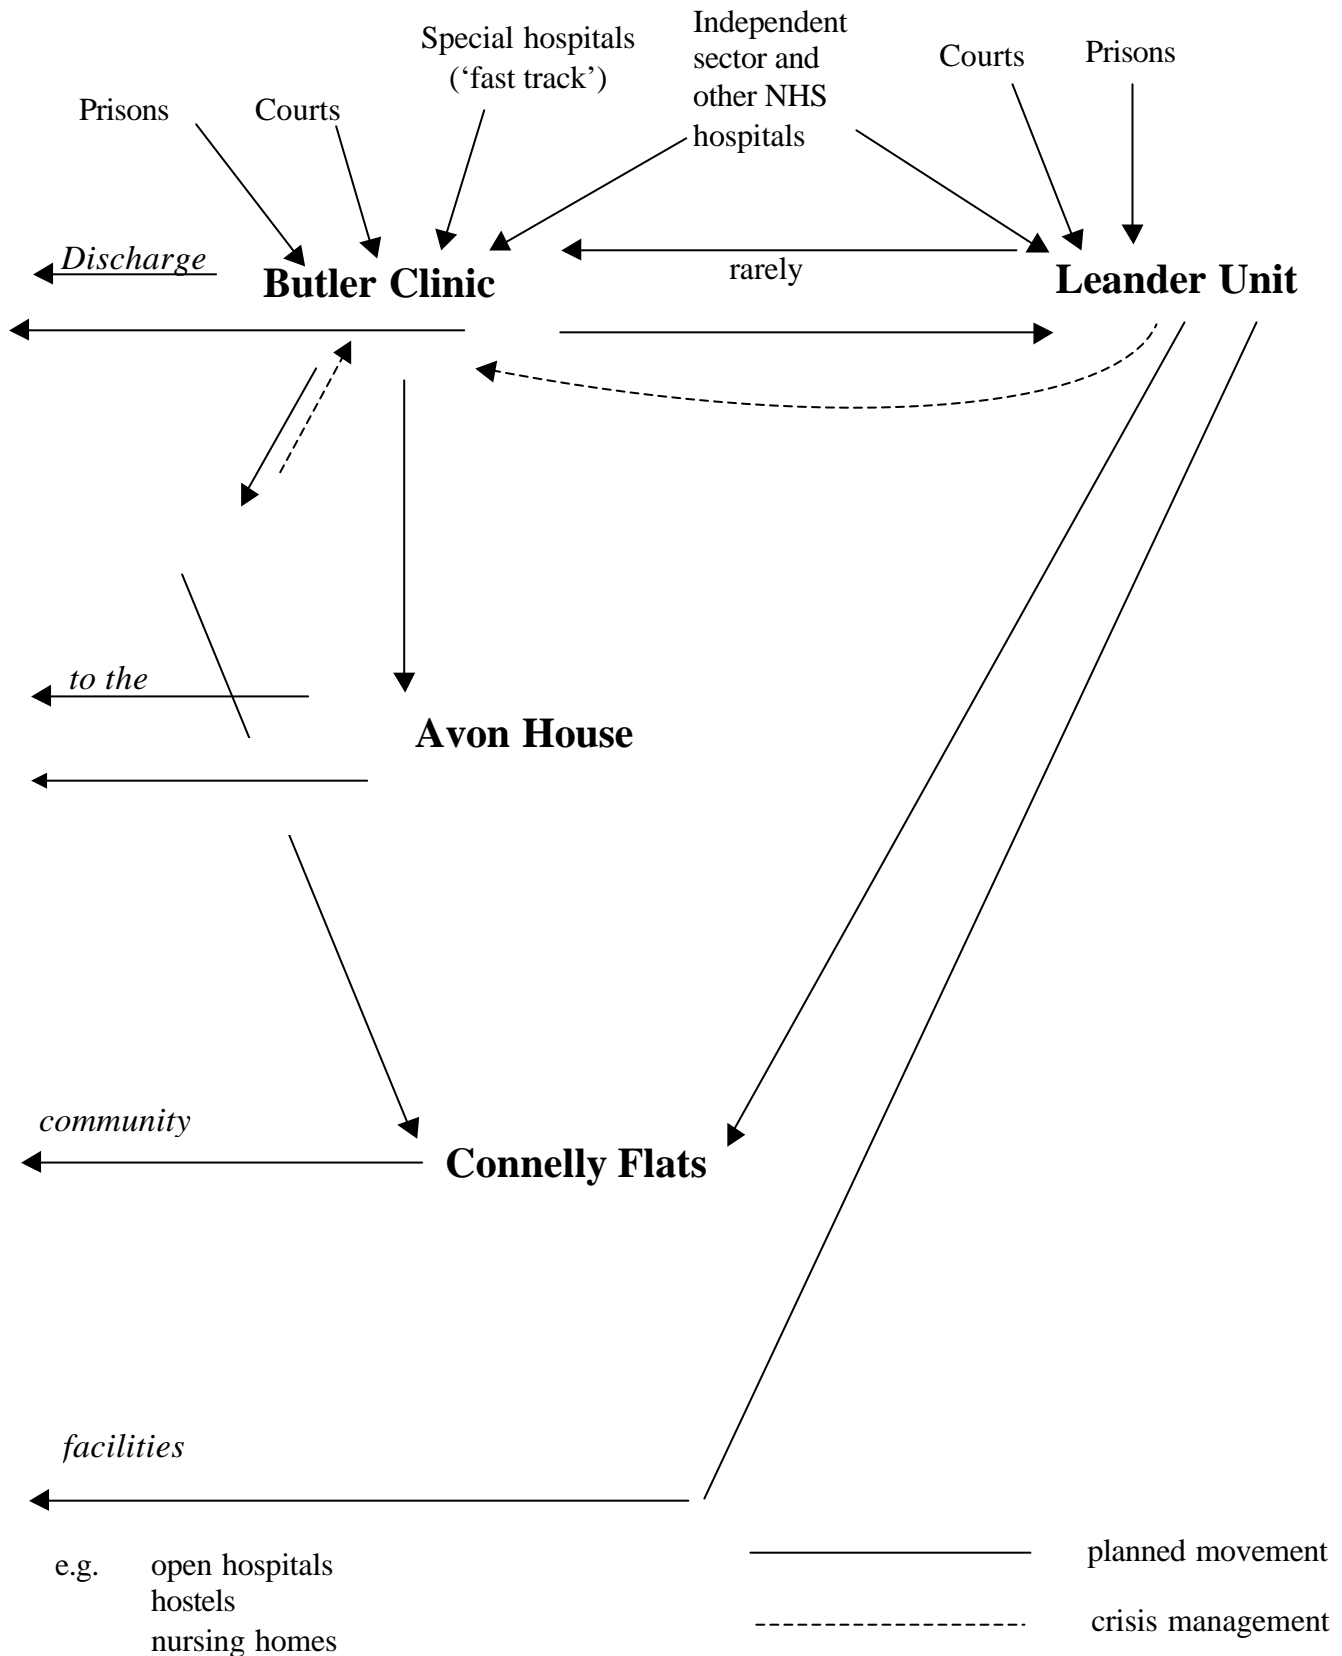 Special hospitals
(‘fast track’)
Independent
sector and
other NHS
hospitals
Courts
Prisons
Prisons
Courts
Discharge
Butler Clinic
rarely
Leander Unit
to the
Avon House
community
Connelly Flats
facilities
e.g. open hospitals
hostels
nursing homes
planned movement
crisis management